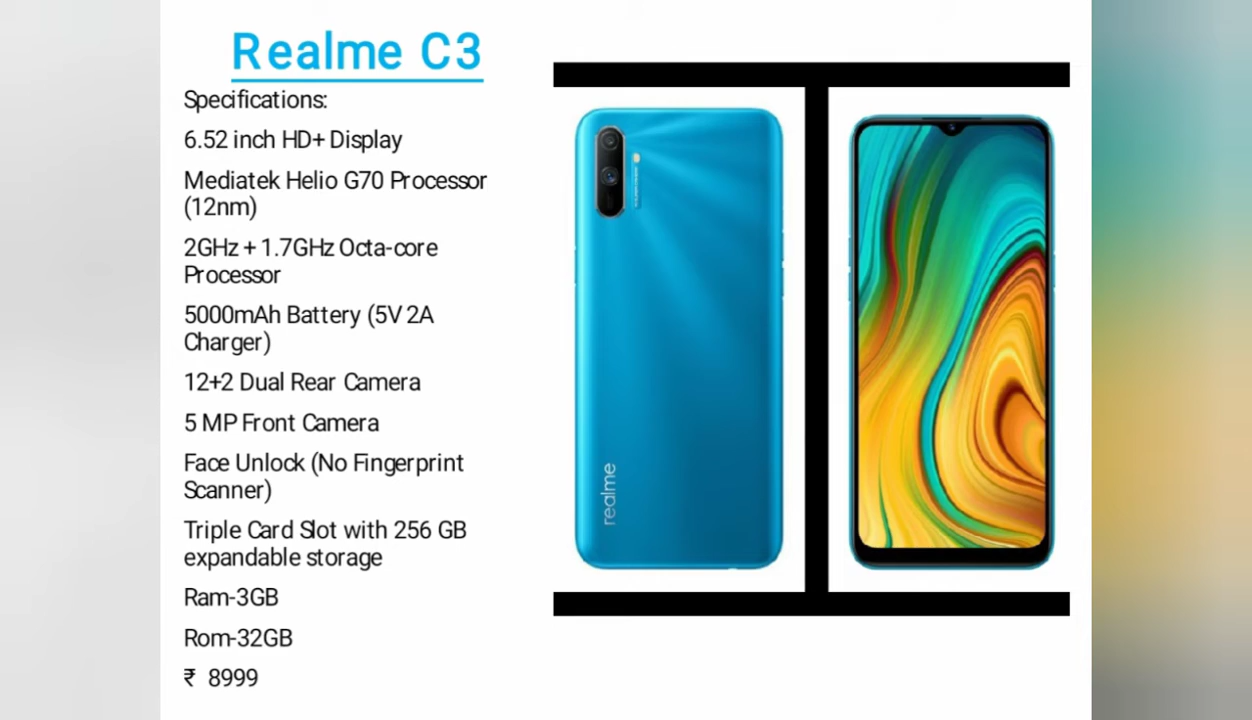 Realme C3
Specifications:
6.52 inch HD+ Display
Mediatek Helio G70 Processor
(12nm)
2GHz + 1.7GHz Octa-core
Processor
5000mAh Battery (5V 2A
Charger)
12+2 Dual Rear Camera
5 MP Front Camera
Face Unlock (No Fingerprint
Scanner)
Triple Card Slot with 256 GB
expandable storage
Ram-3GB
Rom-32GB
₹ 8999
realme